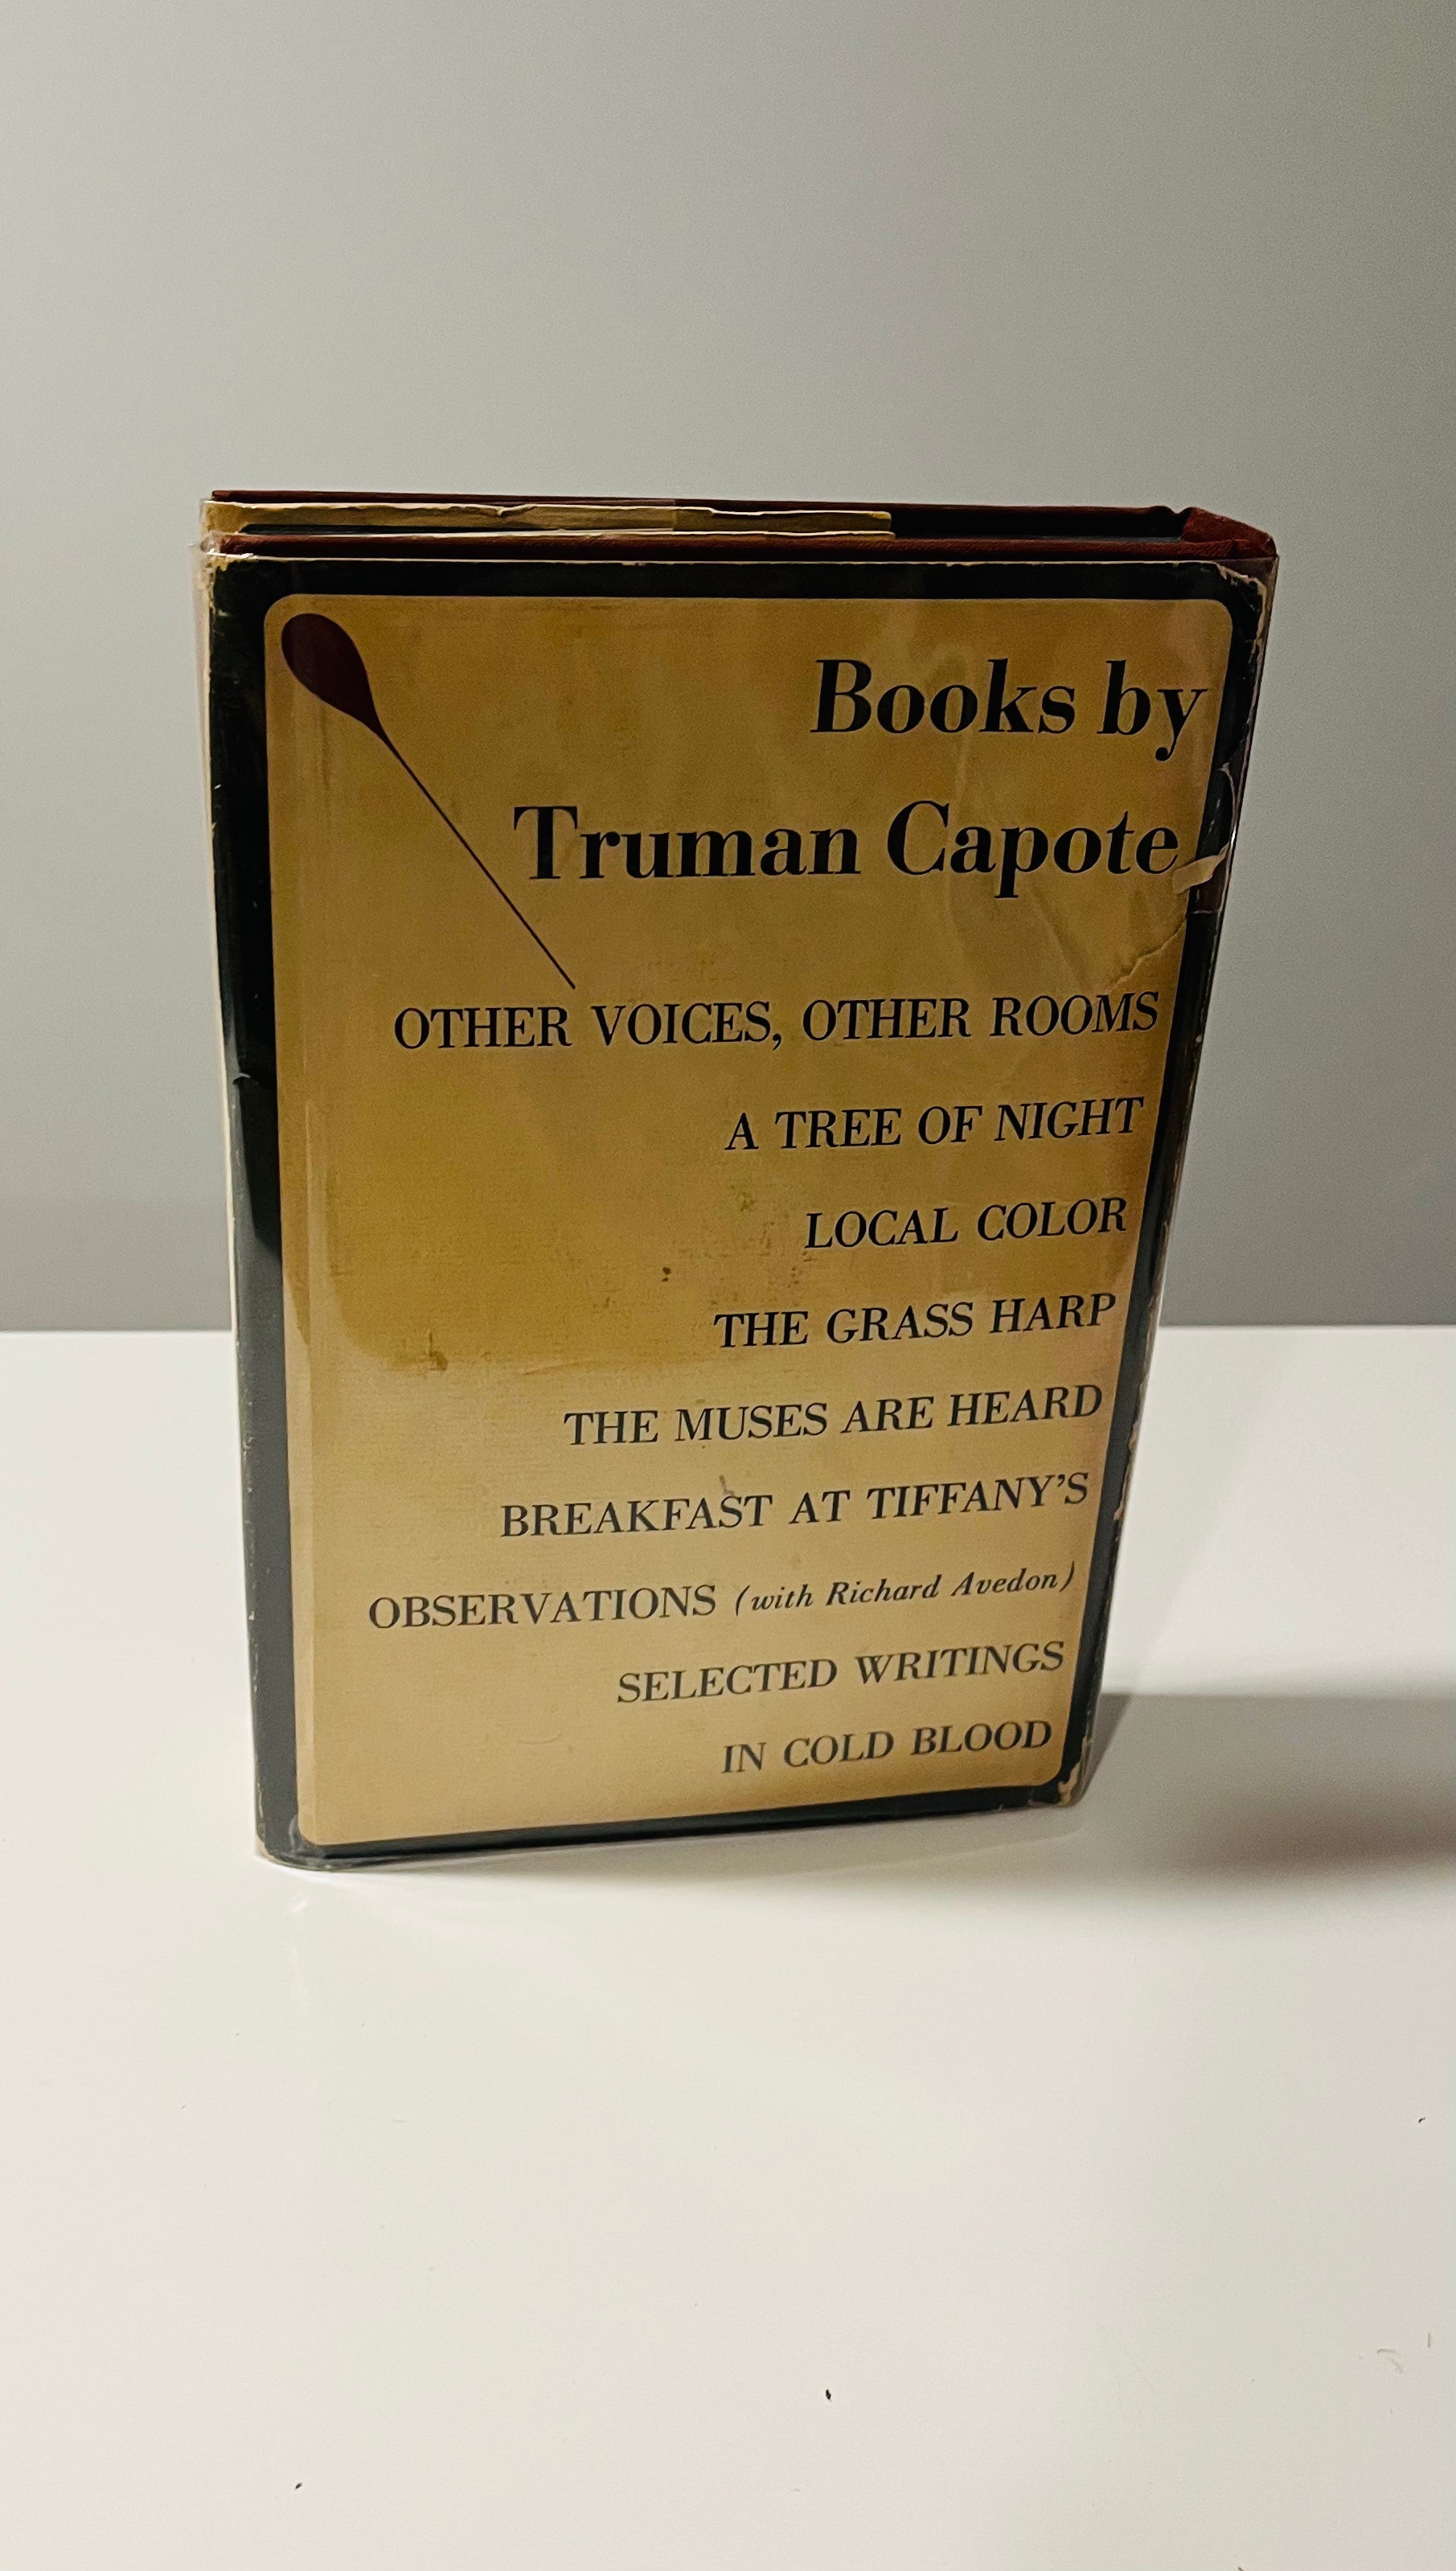 Books by
Truman Capote
OTHER VOICES, OTHER ROOMS
A TREE OF NIGHT
LOCAL COLOR
THE GRASS HARP
THE MUSES ARE HEARD
BREAKFAST AT TIFFANY'S
OBSERVATIONS (with Richard Avedon)
SELECTED WRITINGS
IN COLD BLOOD